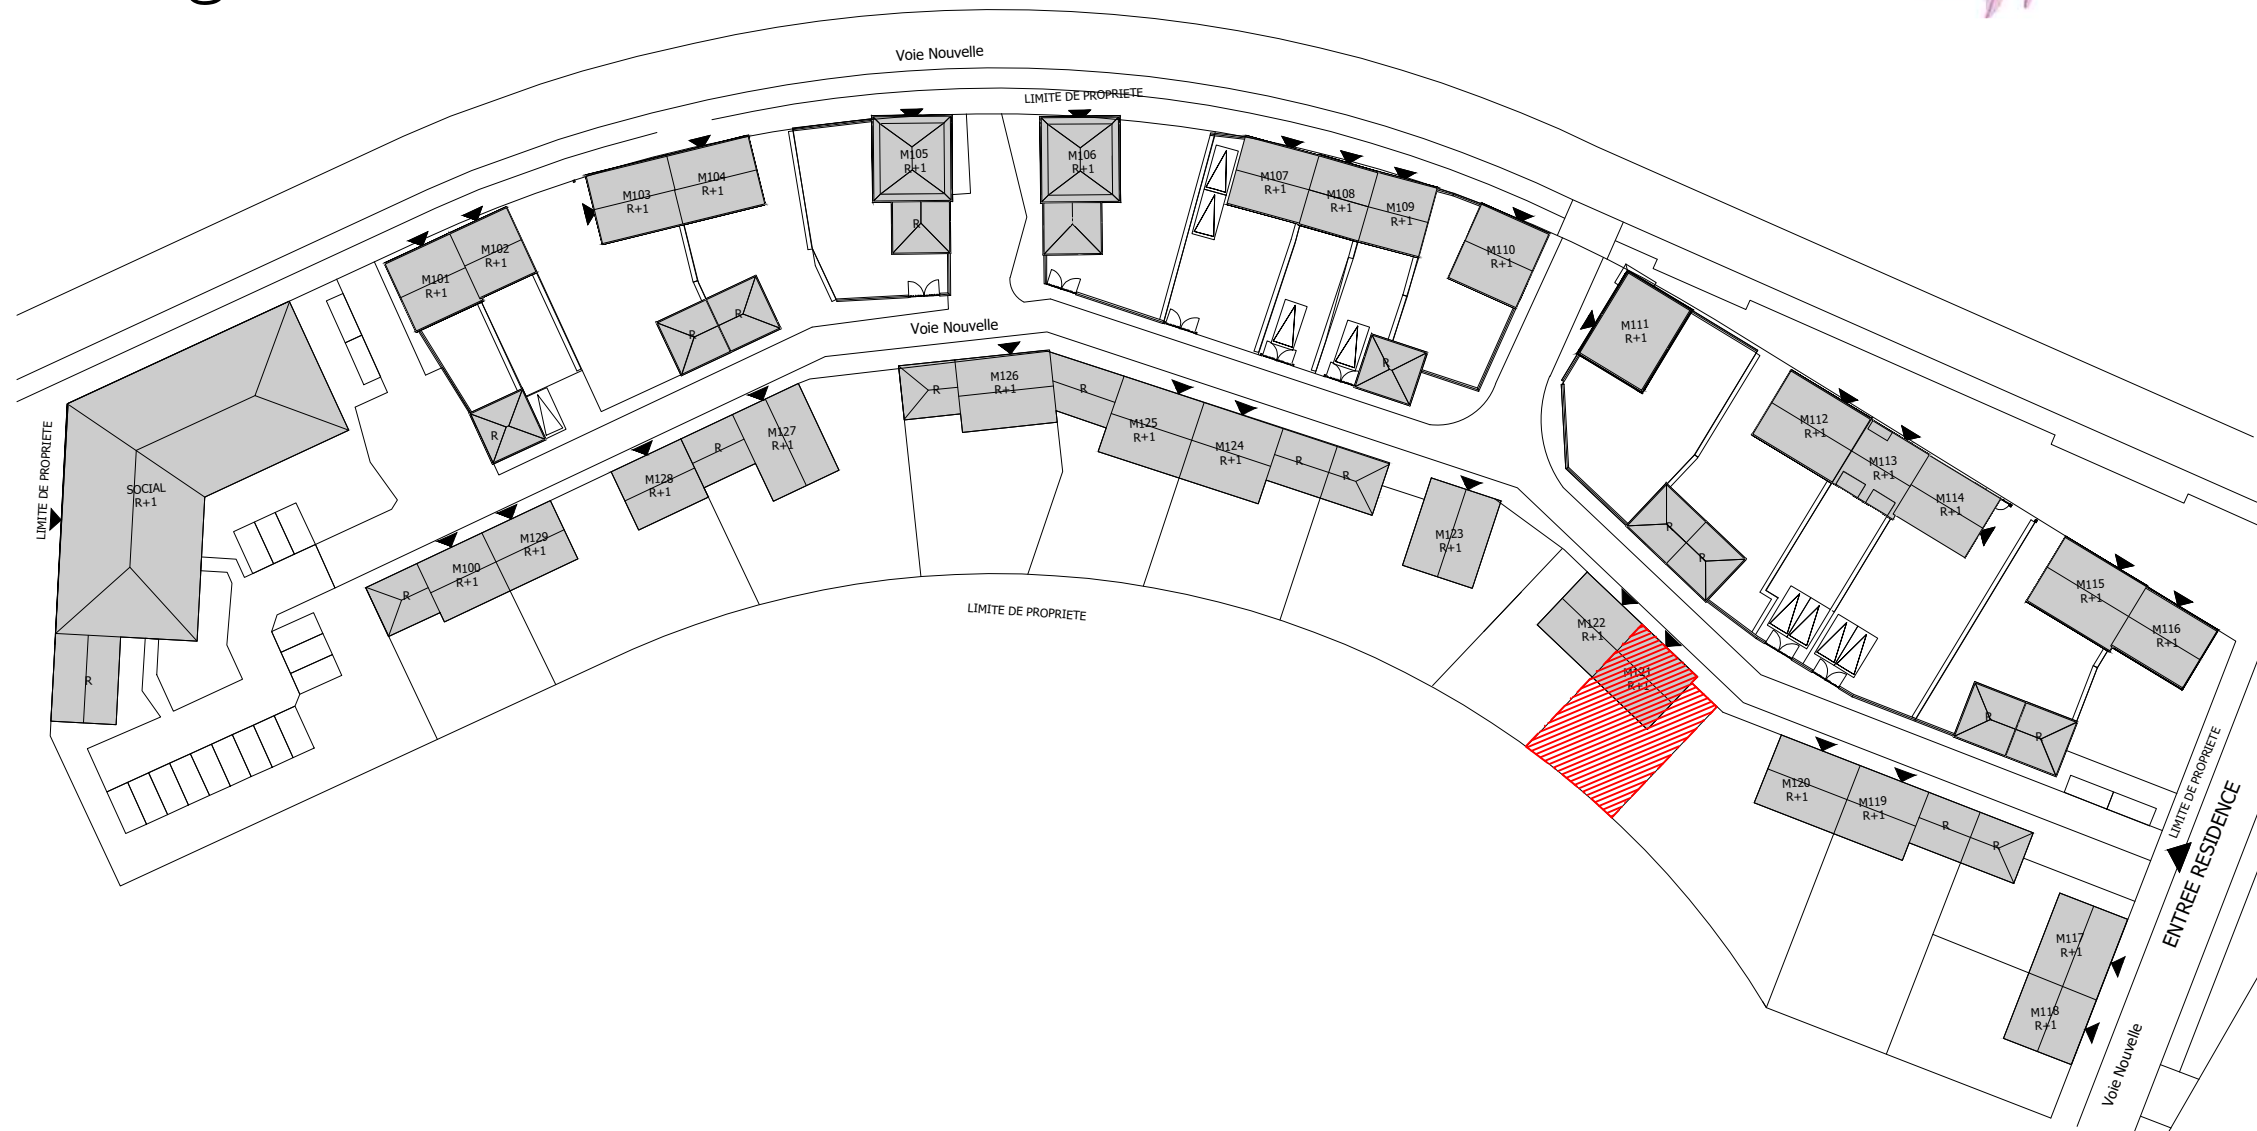 Voie Nouvelle
LIMITE DE PROPRIETE
M105
R+1
M106
R+1
R
M103
R+1
M104
R+1
M107
R+1
M108
R+1
M109
R+1
M110
R+1
M101
R+1
M102
R+1
R
R
R
Voie Nouvelle
M111
R+1
R
M126
R+1
R
R
R
M125
R+1
M124
R+1
R
R
M127
R+1
R
M128
R+1
M112
R+1
M113
R+1
M114
R+1
LIMITE DE PROPRIETE
SOCIAL
R+1
R
M129
R+1
M100
R+1
R
M123
R+1
R
R
LIMITE DE PROPRIETE
M122
R+1
M121
R+1
M115
R+1
M116
R+1
R
R
M120
R+1
M119
R+1
R
R
LIMITE DE PROPRIETE
ENTREE RESIDENCE
M117
R+1
M118
R+1
Voie Nouvelle